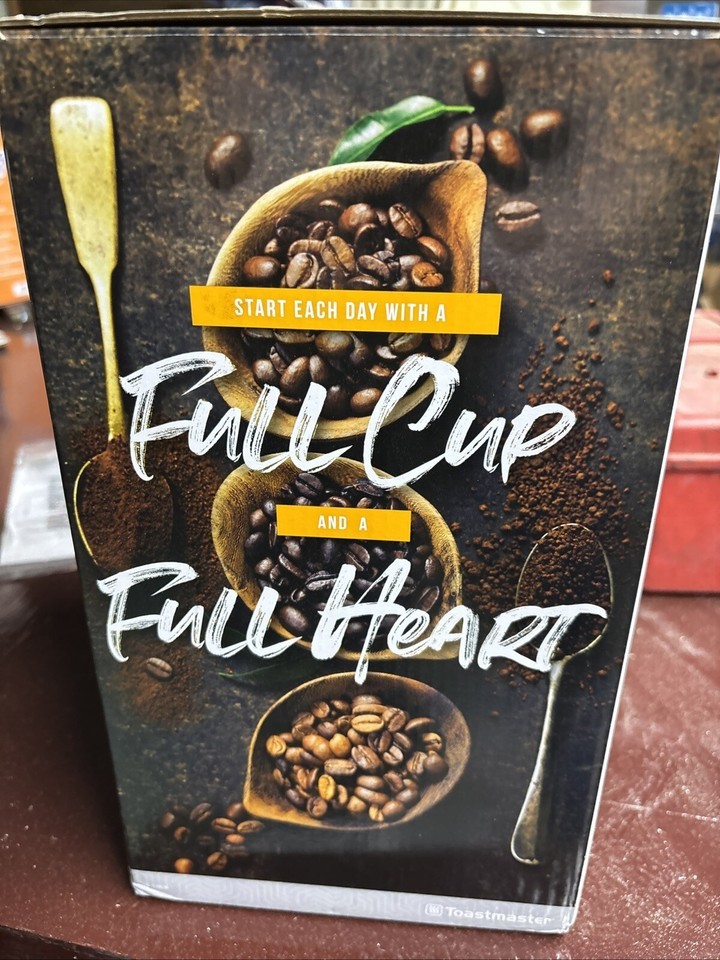 START EACH DAY WITH A
Full Cup
AND A
Full Heart
Toastmaster